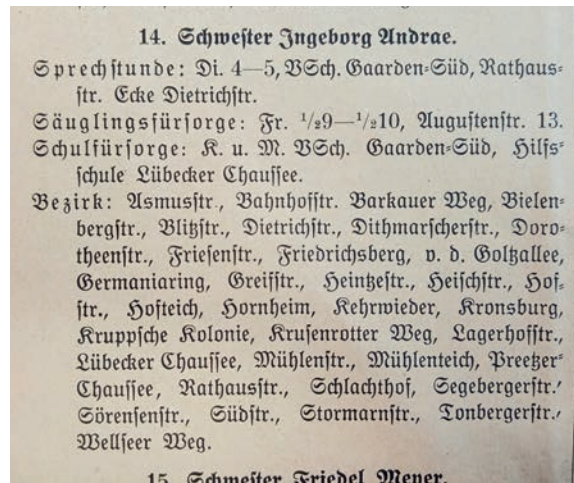 14. Schwester Ingeborg Andrae.
Sprechstunde: Di. 4—5, VSch. Gaarden-Süd, Rathaus-
str. Ecke Dietrichstr.
Säuglingsfürsorge: Fr. ½9—½10, Augustenstr. 13.
Schulfürsorge: K. u. M. VSch. Gaarden-Süd, Hilfs-
schule Lübecker Chaussee.
Bezirk: Asmusstr., Bahnhofstr. Barkauer Weg, Bielen-
bergstr., Blitzstr., Dietrichstr., Dithmarscherstr., Doro-
theenstr., Friesenstr., Friedrichsberg, v. d. Goltzallee,
Germaniaring, Greifstr., Heintzestr., Heischstr., Hof-
str., Hofteich, Hornheim, Kehrwieder, Kronsburg,
Kruppsche Kolonie, Krusenrotter Weg, Lagerhofstr.,
Lübecker Chaussee, Mühlenstr., Mühlenteich, Preetzer-
Chaussee, Rathausstr., Schlachthof, Segebergerstr.,
Sörensenstr., Südstr., Stormarnstr., Tonbergerstr.,
Wellseer Weg.
15. Schwester Friedel Meyer.